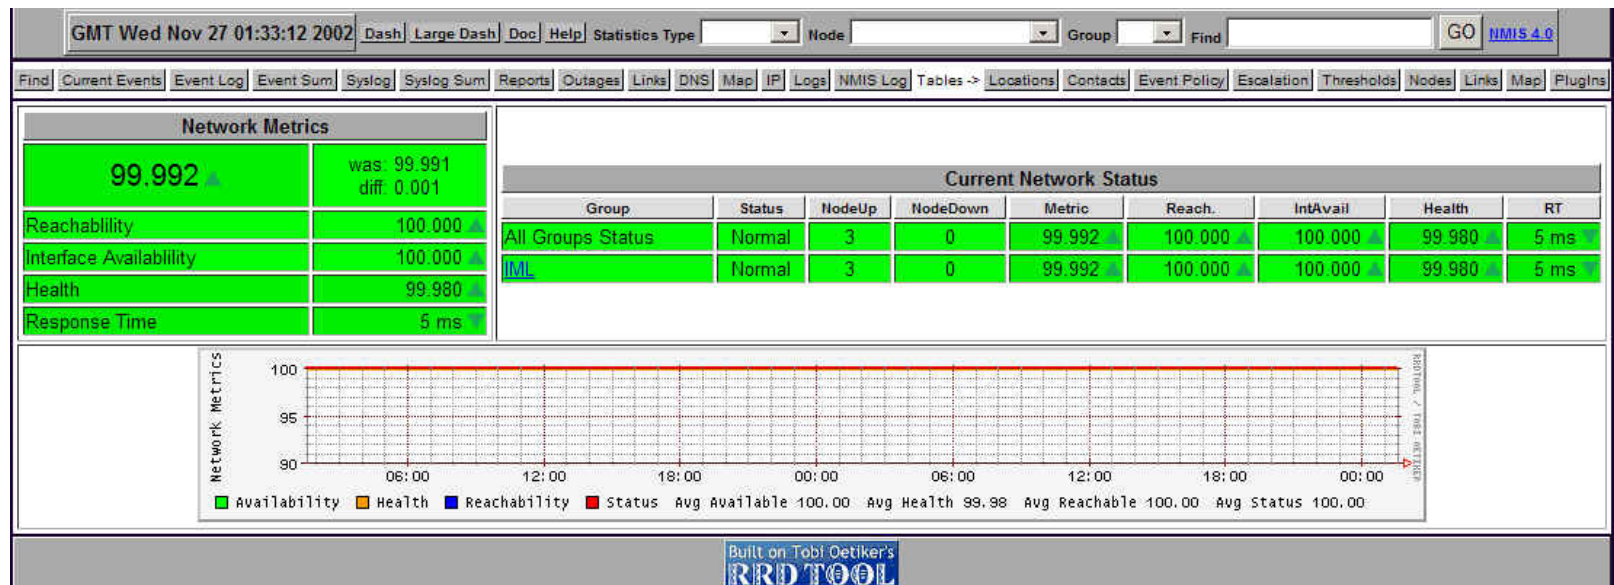 GMT Wed Nov 27 01:33:12 2002 Dash Large Dash Doc Help Statistics Type Node Group Find GO NMIS 4.0
Find Current Events Event Log Event Sum Syslog Syslog Sum Reports Outages Links DNS Map IP Logs NMIS Log Tables -> Locations Contacts Event Policy Escalation Thresholds Nodes Links Map PlugIns
Network Metrics
99.992
was: 99.991
diff: 0.001
Reachablility 100.000
Interface Availablility 100.000
Health 99.980
Response Time 5 ms
Current Network Status
Group Status NodeUp NodeDown Metric Reach. IntAvail Health RT
All Groups Status Normal 3 0 99.992 100.000 100.000 99.980 5 ms
IML Normal 3 0 99.992 100.000 100.000 99.980 5 ms
Network Metrics
100
95
90
06:00 12:00 18:00 00:00 06:00 12:00 18:00 00:00
RRDTOOL / TOBI OETIKER
Availability Health Reachability Status Avg Available 100.00 Avg Health 99.98 Avg Reachable 100.00 Avg Status 100.00
Built on Tobi Oetiker's
RRDTOOL